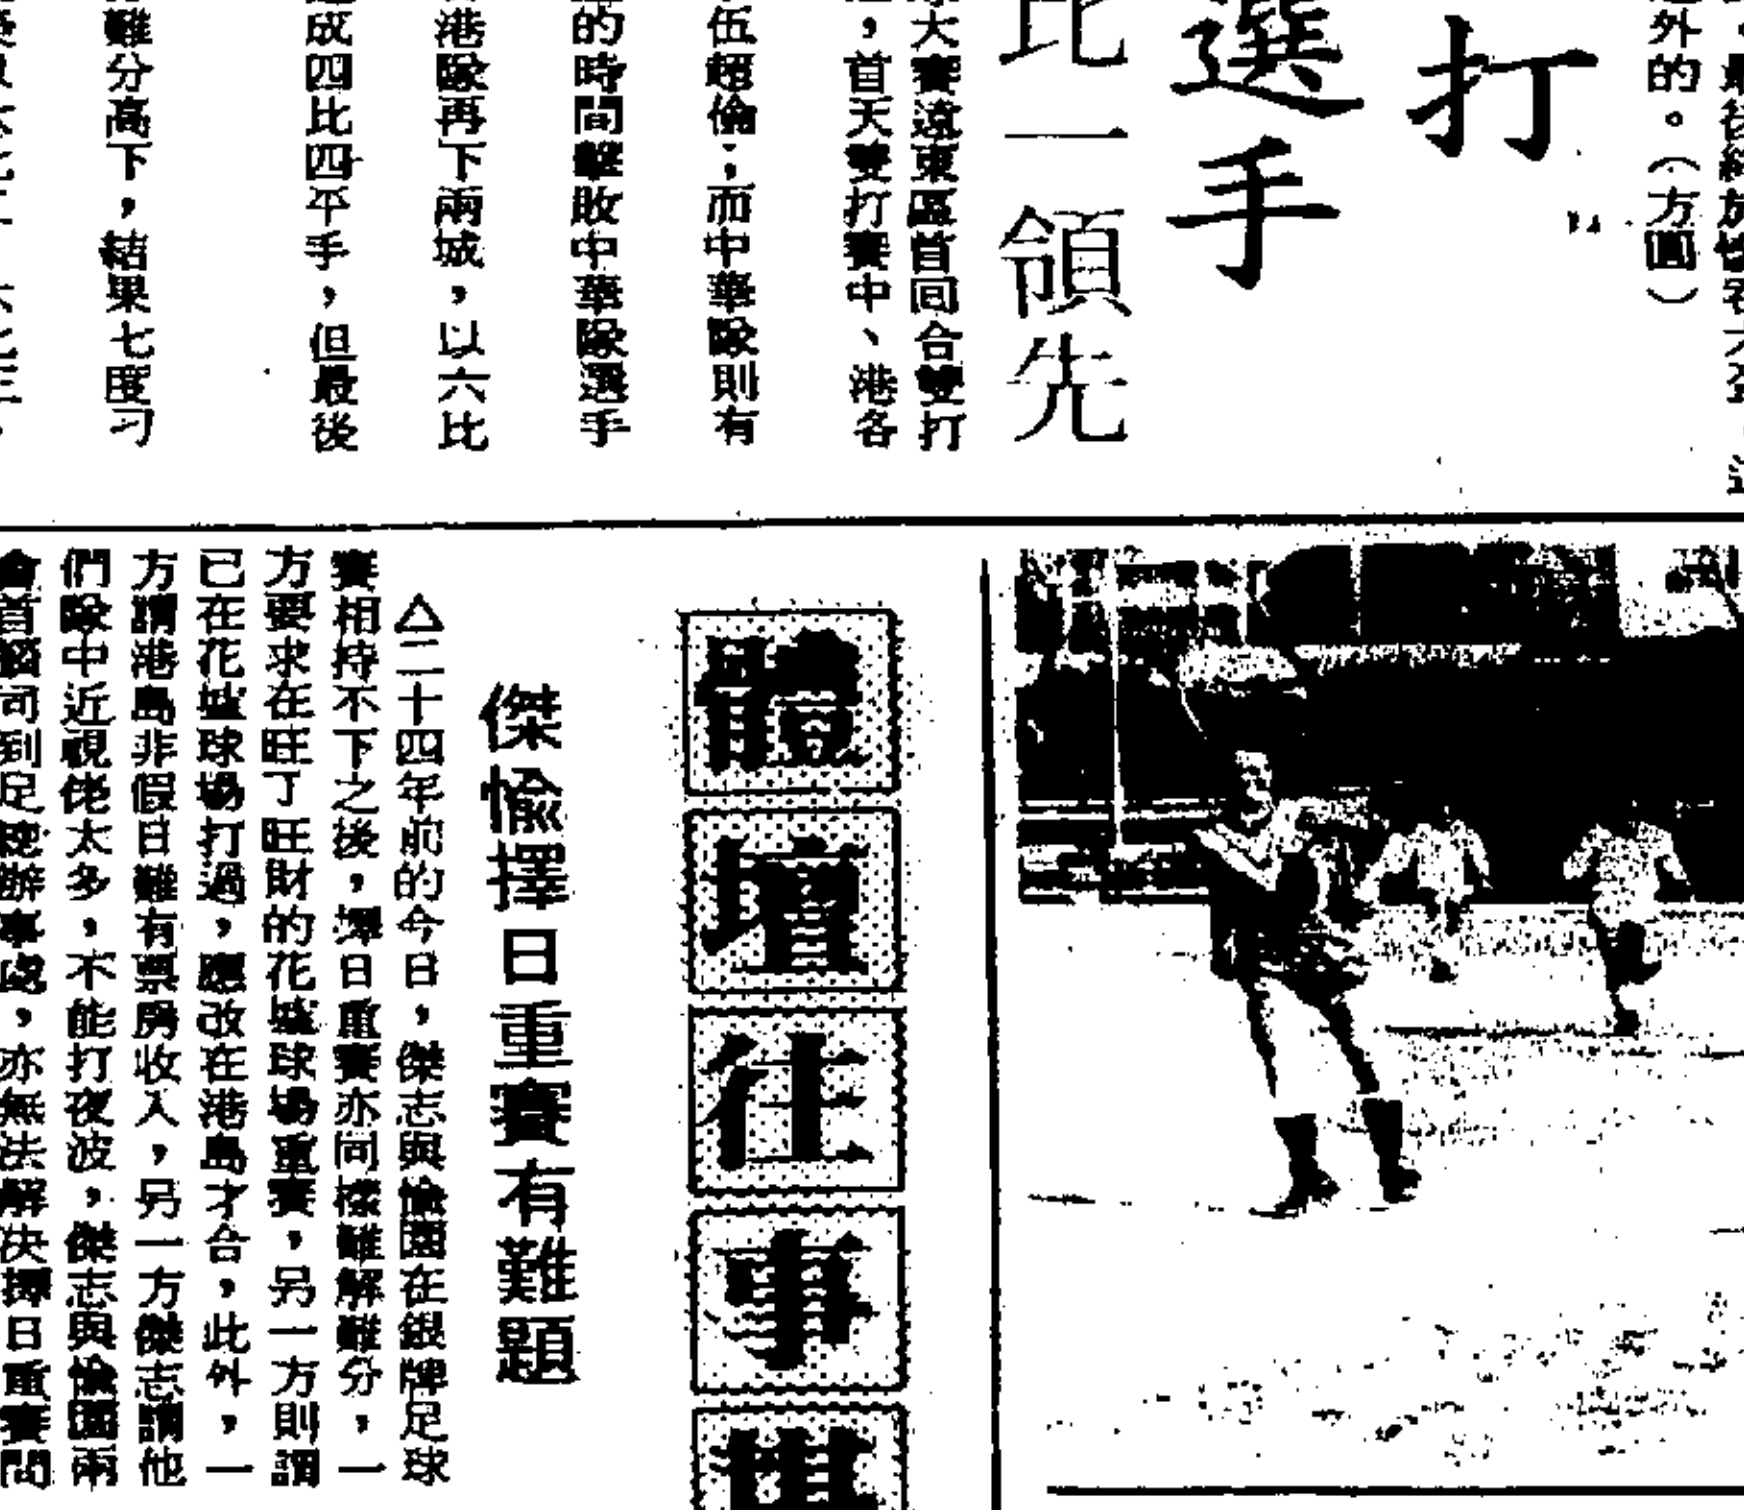 外的。（方圓）
打
選手
比一領先
大賽遠東區首回合雙打
，首天雙打賽中、港各
伍超倫；而中華隊則有
的時間擊敗中華隊選手
港隊再下兩城，以六比
成四比四平手，但最後
難分高下，結果七度刁
體壇往事
傑愉擇日重賽有難題
△二十四年前的今日，傑志與愉園在銀牌足球
賽相持不下之後，擇日重賽亦同樣難解難分，一
方要求在旺丁旺財的花墟球場重賽，另一方則謂
已在花墟球場打過，應改在港島才合，此外，一
方謂港島非假日難有票房收入，另一方傑志謂他
們隊中近視佬太多，不能打夜波，傑志與愉園兩
會首腦同到足總辦事處，亦無法解決擇日重賽問